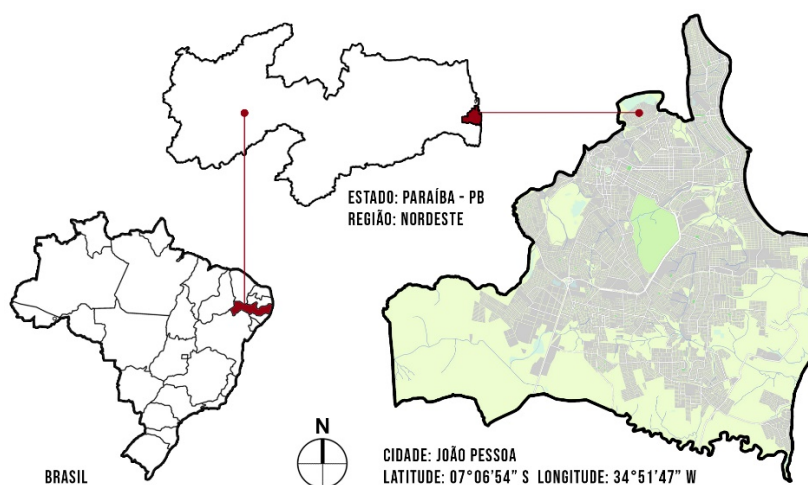 ESTADO: PARAÍBA - PB
REGIÃO: NORDESTE
BRASIL
N
CIDADE: JOÃO PESSOA
LATITUDE: 07°06'54” S LONGITUDE: 34°51'47” W